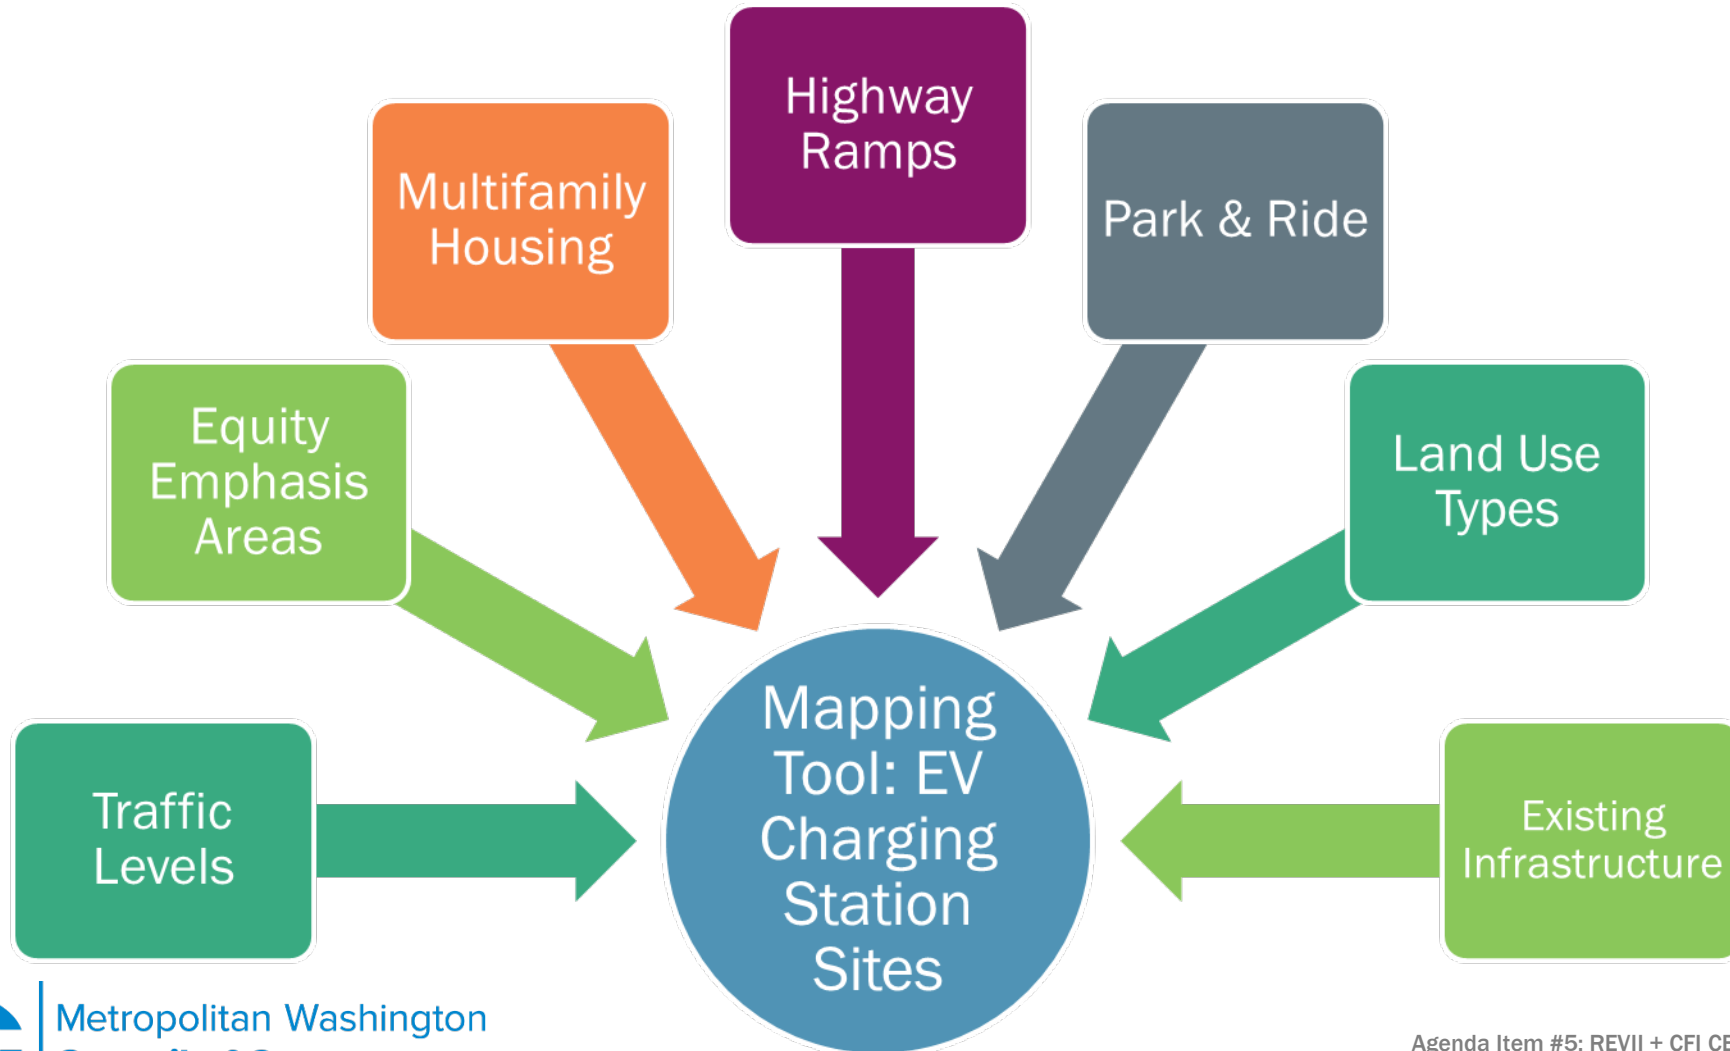 Highway
Ramps
Multifamily
Housing
Park & Ride
Equity
Emphasis
Areas
Land Use
Types
Traffic
Levels
Mapping
Tool: EV
Charging
Station
Sites
Existing
Infrastructure
Metropolitan Washington
Agenda Item #5: REVII + CFI